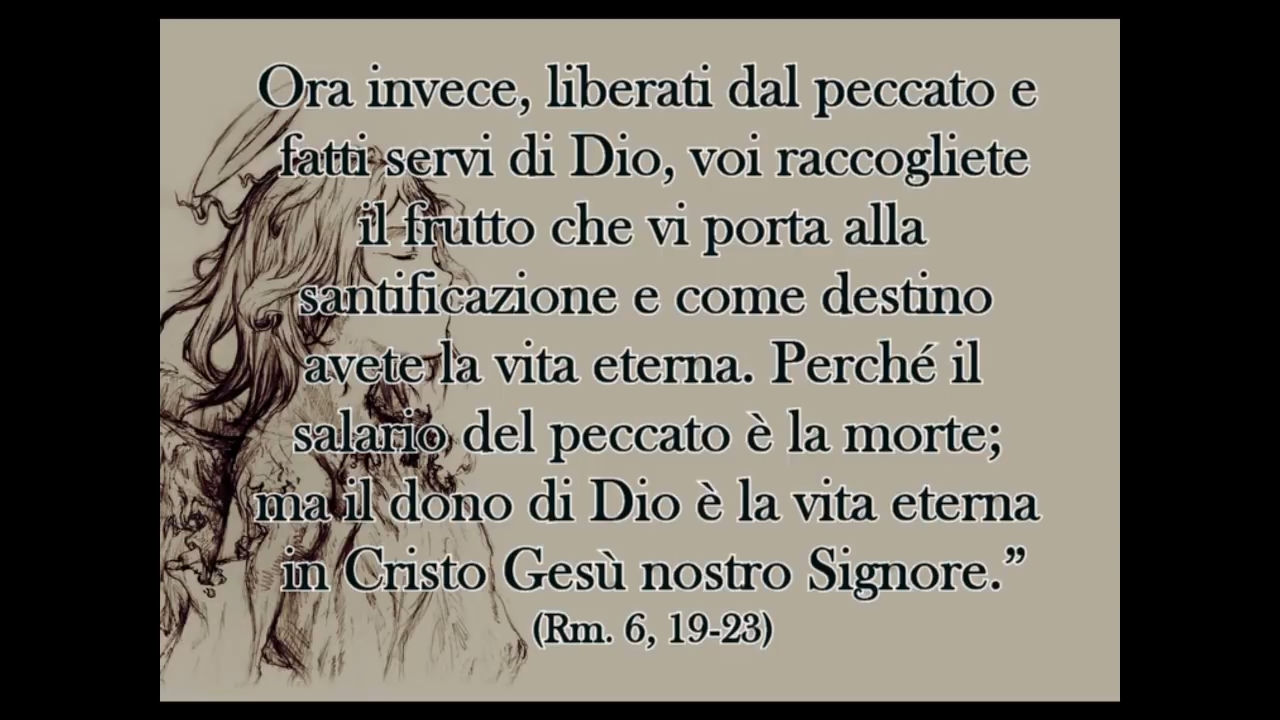 Ora invece, liberati dal peccato e
fatti servi di Dio, voi raccogliete
il frutto che vi porta alla
santificazione e come destino
avete la vita eterna. Perché il
salario del peccato è la morte;
ma il dono di Dio è la vita eterna
in Cristo Gesù nostro Signore.”
(Rm. 6, 19-23)